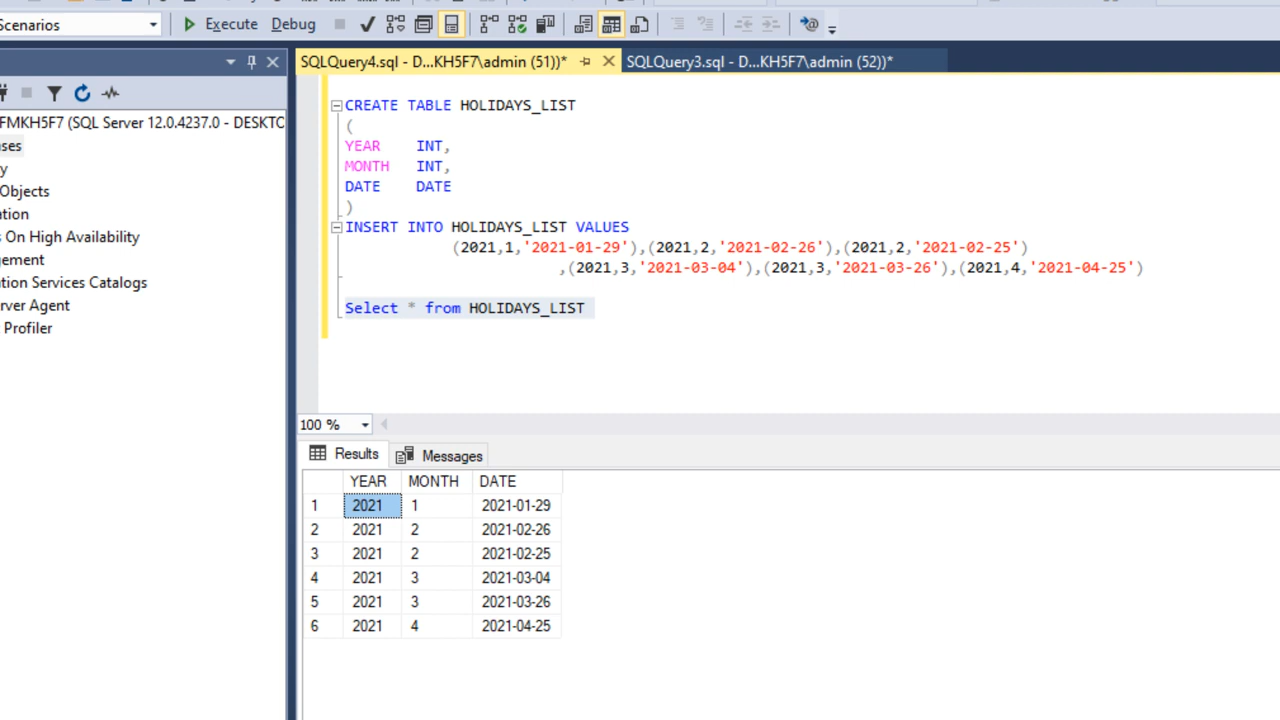 Scenarios
Execute
Debug
SQLQuery4.sql - D...KH5F7\admin (51))*
SQLQuery3.sql - D...KH5F7\admin (52))*
FMKH5F7 (SQL Server 12.0.4237.0 - DESKTO
ses
y
Objects
ation
s On High Availability
gement
tion Services Catalogs
erver Agent
t Profiler
CREATE TABLE HOLIDAYS_LIST
(
YEAR INT,
MONTH INT,
DATE DATE
)
INSERT INTO HOLIDAYS_LIST VALUES
(2021,1,'2021-01-29'),(2021,2,'2021-02-26'),(2021,2,'2021-02-25')
,(2021,3,'2021-03-04'),(2021,3,'2021-03-26'),(2021,4,'2021-04-25')
Select * from HOLIDAYS_LIST
100 %
Results
Messages
YEAR MONTH DATE
1 2021 1 2021-01-29
2 2021 2 2021-02-26
3 2021 2 2021-02-25
4 2021 3 2021-03-04
5 2021 3 2021-03-26
6 2021 4 2021-04-25